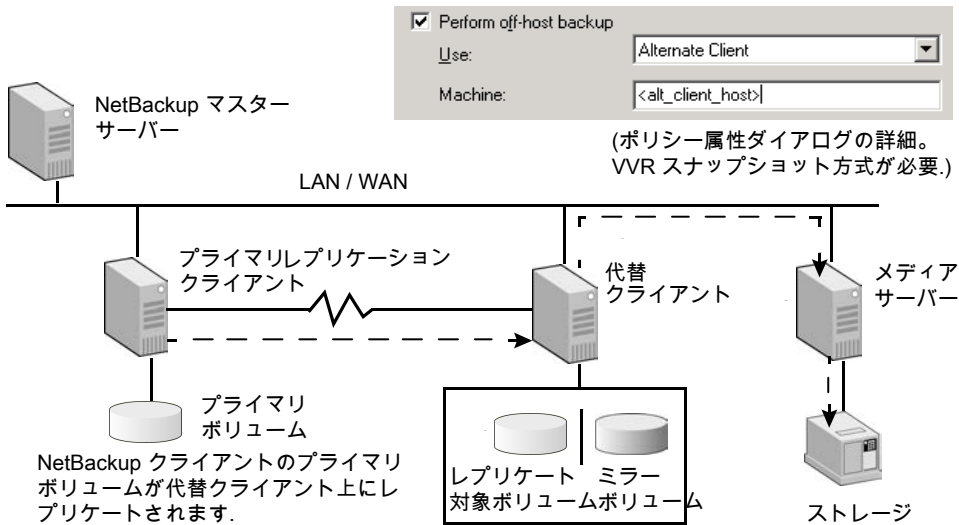 Perform off-host backup
Use:
Alternate Client
Machine:
<alt_client_host>
(ポリシー属性ダイアログの詳細。
VVR スナップショット方式が必要.)
NetBackup マスター
サーバー
LAN / WAN
プライマリレプリケーション
クライアント
代替
クライアント
メディア
サーバー
プライマリ
ボリューム
NetBackup クライアントのプライマリ
ボリュームが代替クライアント上にレ
プリケートされます.
レプリケート
対象ボリューム
ミラー
ボリューム
ストレージ